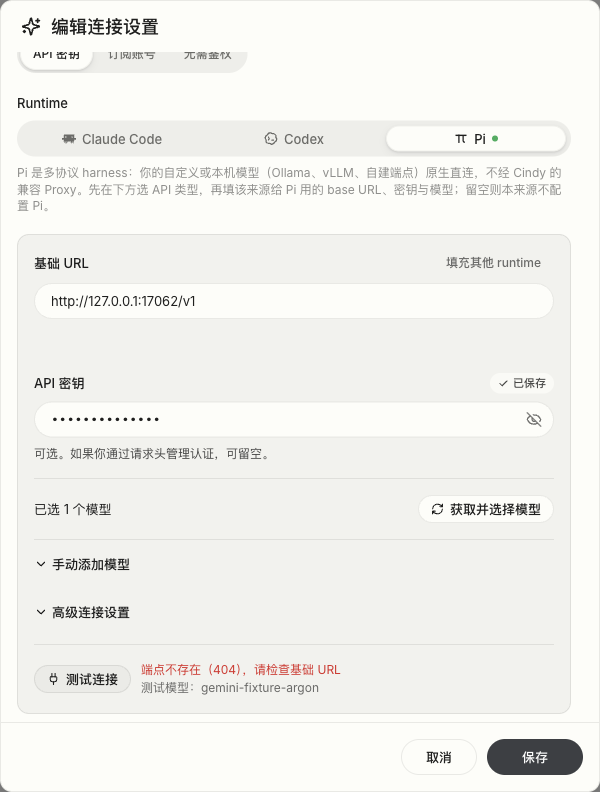 编辑连接设置
API 密钥 订阅账号 无需鉴权
Runtime
Claude Code Codex Pi
Pi 是多协议 harness：你的自定义或本机模型（Ollama、vLLM、自建端点）原生直连，不经 Cindy 的
兼容 Proxy。先在下方选 API 类型，再填该来源给 Pi 用的 base URL、密钥与模型；留空则本来源不配
置 Pi。
基础 URL 填充其他 runtime
http://127.0.0.1:17062/v1
API 密钥 已保存
••••••••••••••
可选。如果你通过请求头管理认证，可留空。
已选 1 个模型 获取并选择模型
手动添加模型
高级连接设置
测试连接 端点不存在（404），请检查基础 URL
测试模型：gemini-fixture-argon
取消 保存